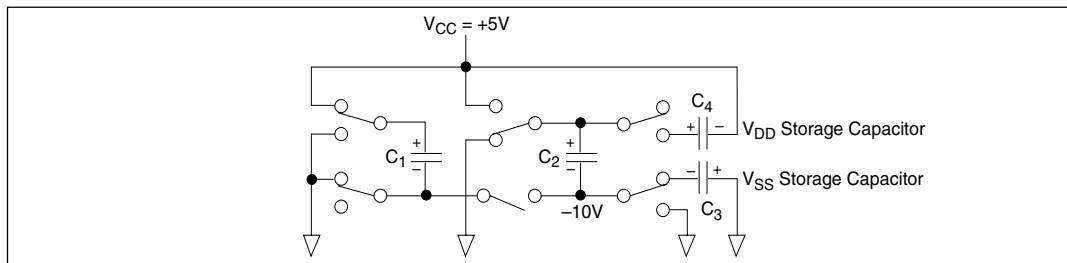 VCC = +5V
C4
+ −
VDD Storage Capacitor
+
C1
−
+
C2
−
− +
VSS Storage Capacitor
C3
−10V